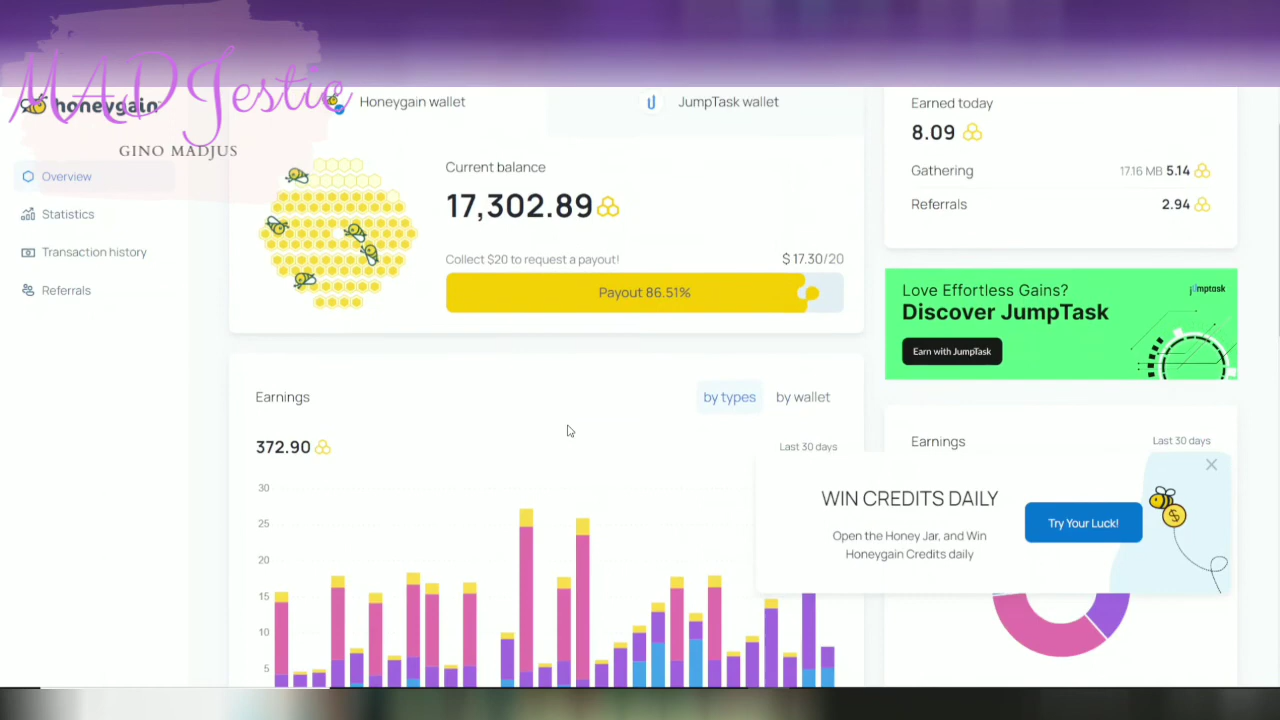 MADJestic
GINO MADJUS
honeygain
Overview
Statistics
Transaction history
Referrals
Honeygain wallet
JumpTask wallet
Current balance
17,302.89
Collect $20 to request a payout!
$ 17.30/20
Payout 86.51%
Earnings
by types
by wallet
372.90
Last 30 days
30
25
20
15
10
5
Earned today
8.09
Gathering
17.16 MB 5.14
Referrals
2.94
Love Effortless Gains?
Discover JumpTask
Earn with JumpTask
jumptask
Earnings
Last 30 days
WIN CREDITS DAILY
Open the Honey Jar, and Win
Honeygain Credits daily
Try Your Luck!